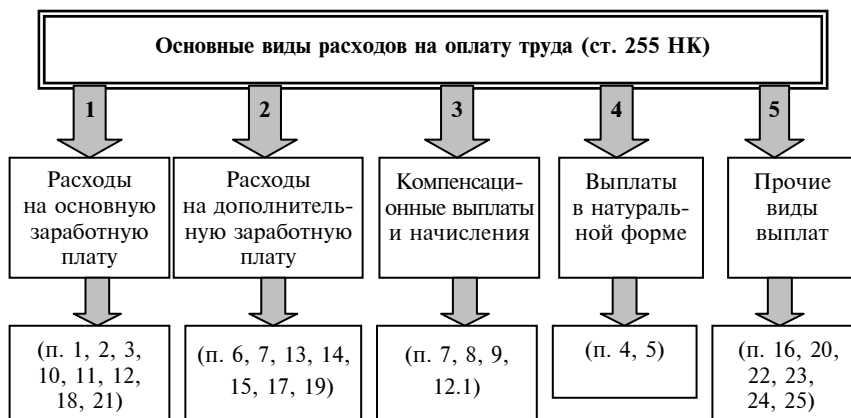 Основные виды расходов на оплату труда (ст. 255 НК)
1
2
3
4
5
Расходы
на основную
заработную
плату
Расходы
на дополнитель-
ную заработную
плату
Компенсаци-
онные выплаты
и начисления
Выплаты
в натураль-
ной форме
Прочие
виды
выплат
(п. 1, 2, 3,
10, 11, 12,
18, 21)
(п. 6, 7, 13, 14,
15, 17, 19)
(п. 7, 8, 9,
12.1)
(п. 4, 5)
(п. 16, 20,
22, 23,
24, 25)